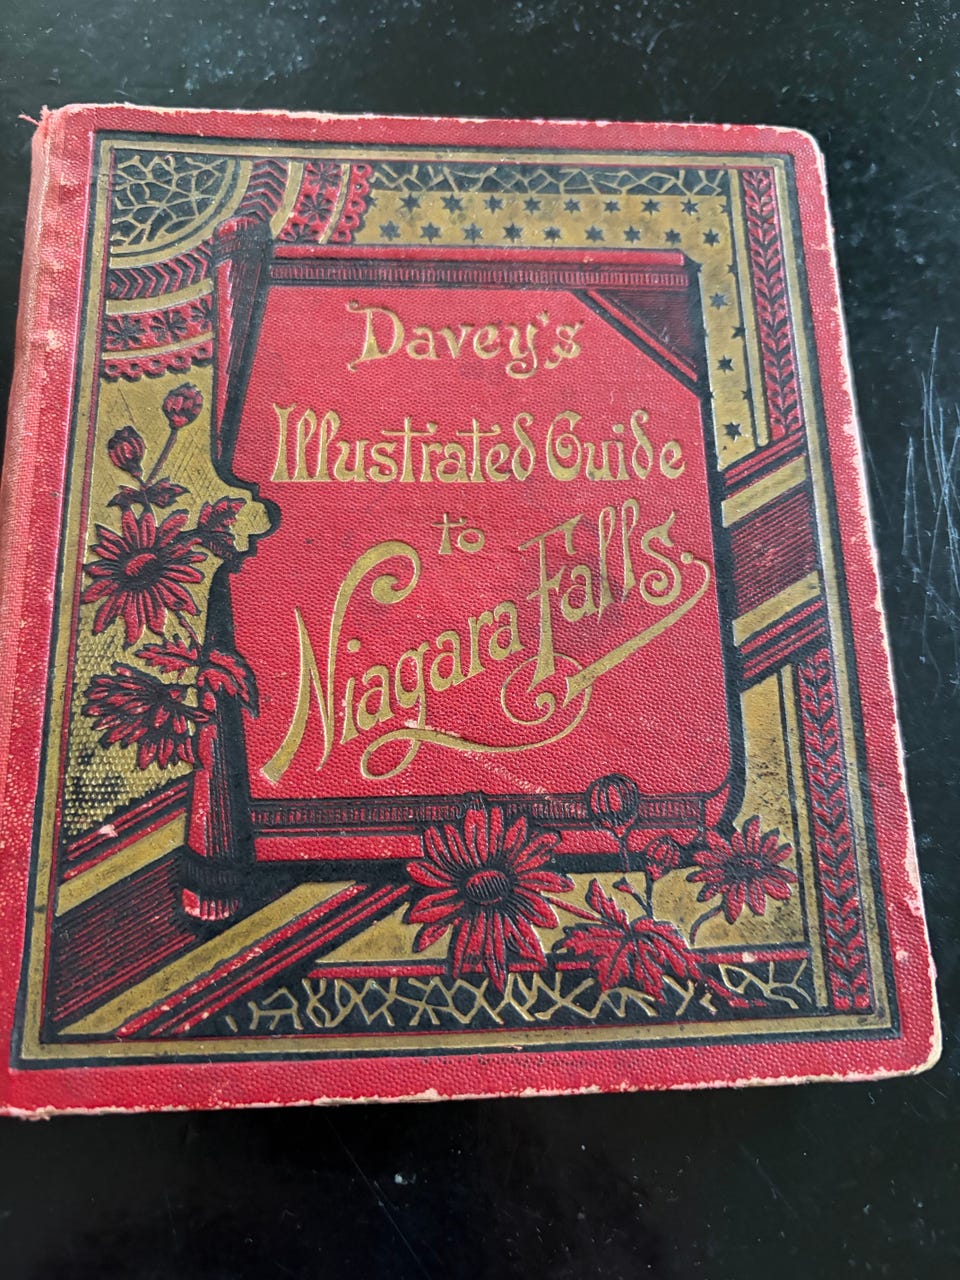 Davey's
Illustrated Guide
to
Niagara Falls.